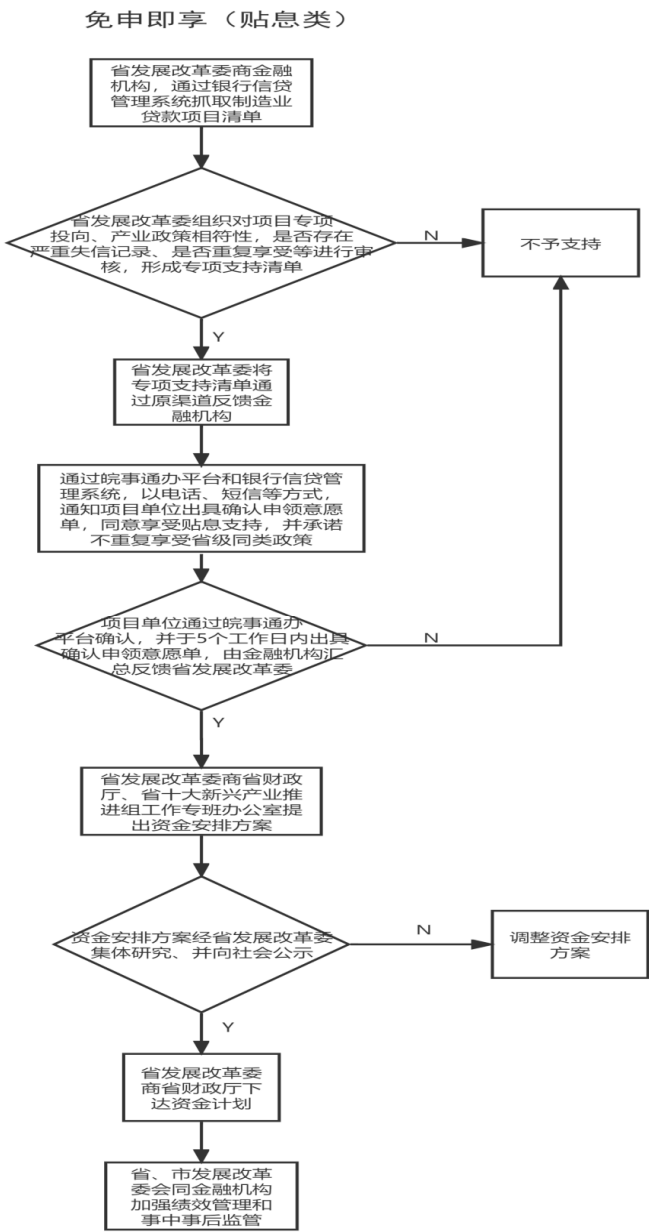 免申即享（贴息类）
省发展改革委商金融
机构，通过银行信贷
管理系统抓取制造业
贷款项目清单
省发展改革委组织对项目专项
投向、产业政策相符性，是否存在
严重失信记录、是否重复享受等进行审
核，形成专项支持清单
N
不予支持
Y
省发展改革委将
专项支持清单通
过原渠道反馈金
融机构
通过皖事通办平台和银行信贷管
理系统，以电话、短信等方式，
通知项目单位出具确认申领意愿
单，同意享受贴息支持，并承诺
不重复享受省级同类政策
项目单位通过皖事通办
平台确认，并于5个工作日内出具
确认申领意愿单，由金融机构汇
总反馈省发展改革委
N
Y
省发展改革委商省财政
厅、省十大新兴产业推
进组工作专班办公室提
出资金安排方案
资金安排方案经省发展改革委
集体研究、并向社会公示
N
调整资金安排
方案
Y
省发展改革委
商省财政厅下
达资金计划
省、市发展改革
委会同金融机构
加强绩效管理和
事中事后监管